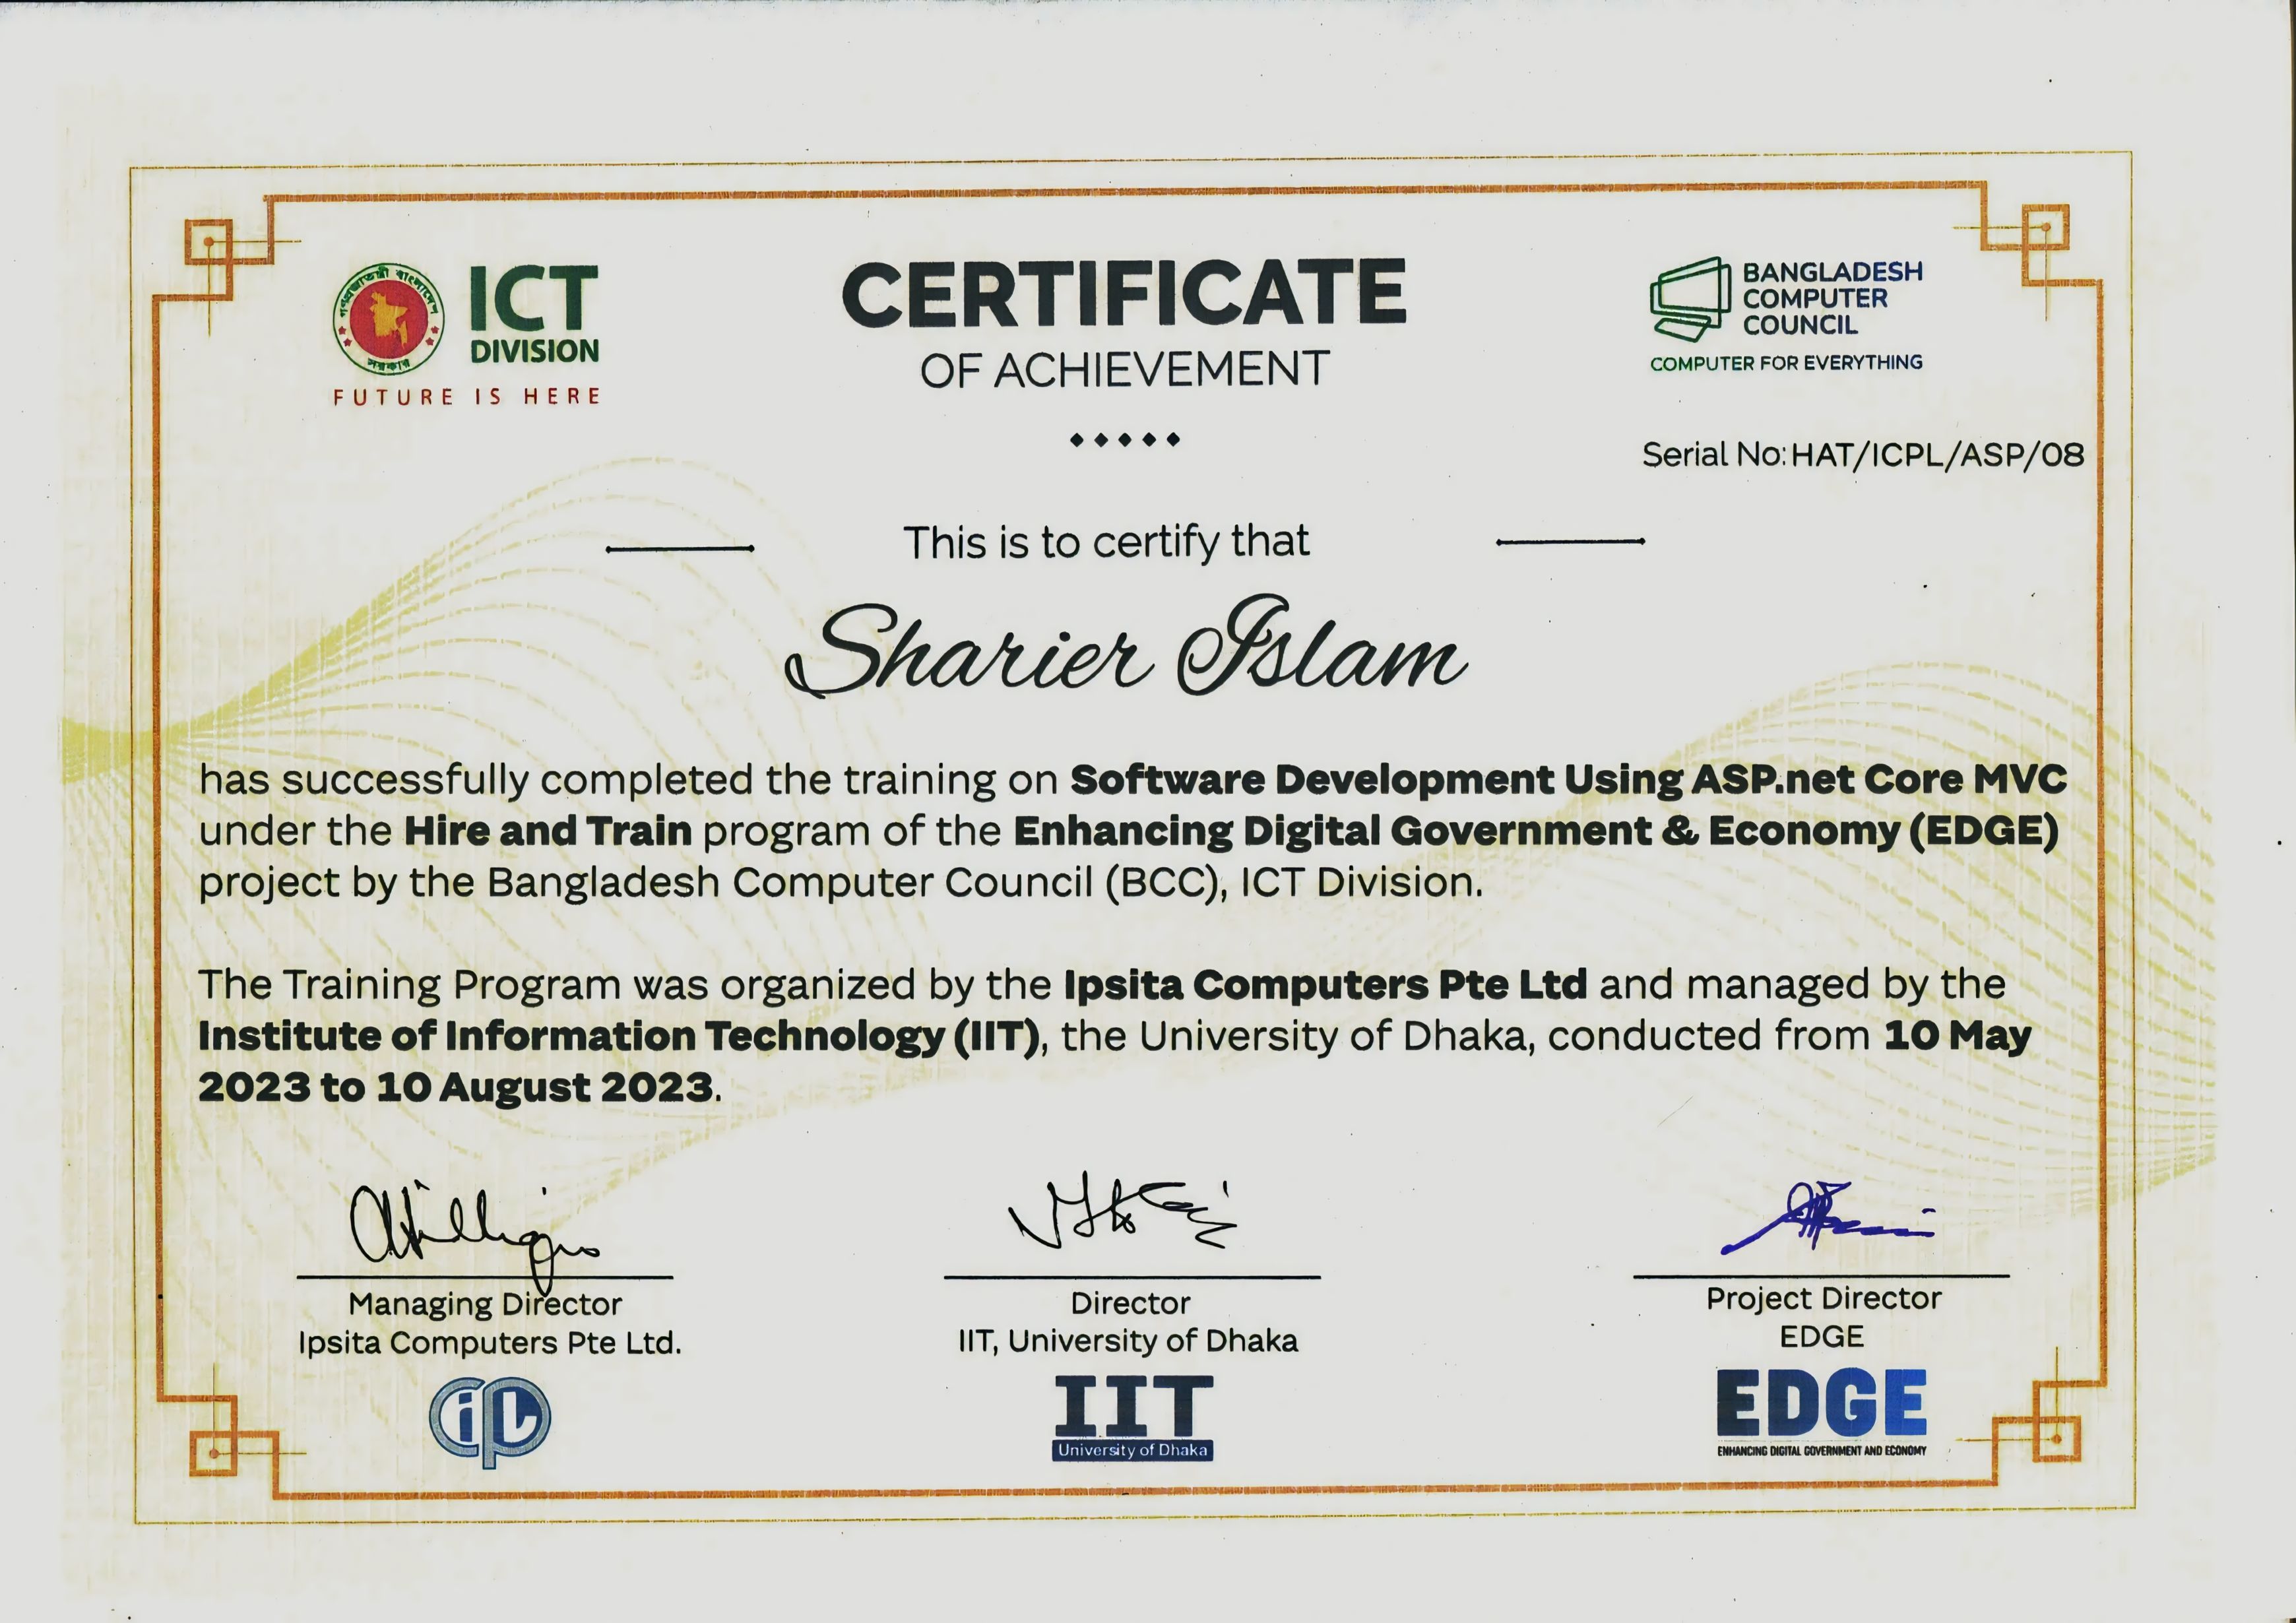 গণপ্রজাতন্ত্রী বাংলাদেশ
সরকার
ICT
DIVISION
FUTURE IS HERE
CERTIFICATE
OF ACHIEVEMENT
BANGLADESH
COMPUTER
COUNCIL
COMPUTER FOR EVERYTHING
Serial No: HAT/ICPL/ASP/08
This is to certify that
Sharier Islam
has successfully completed the training on Software Development Using ASP.net Core MVC
under the Hire and Train program of the Enhancing Digital Government & Economy (EDGE)
project by the Bangladesh Computer Council (BCC), ICT Division.
The Training Program was organized by the Ipsita Computers Pte Ltd and managed by the
Institute of Information Technology (IIT), the University of Dhaka, conducted from 10 May
2023 to 10 August 2023.
Managing Director
Ipsita Computers Pte Ltd.
Director
IIT, University of Dhaka
IIT
University of Dhaka
Project Director
EDGE
EDGE
ENHANCING DIGITAL GOVERNMENT AND ECONOMY